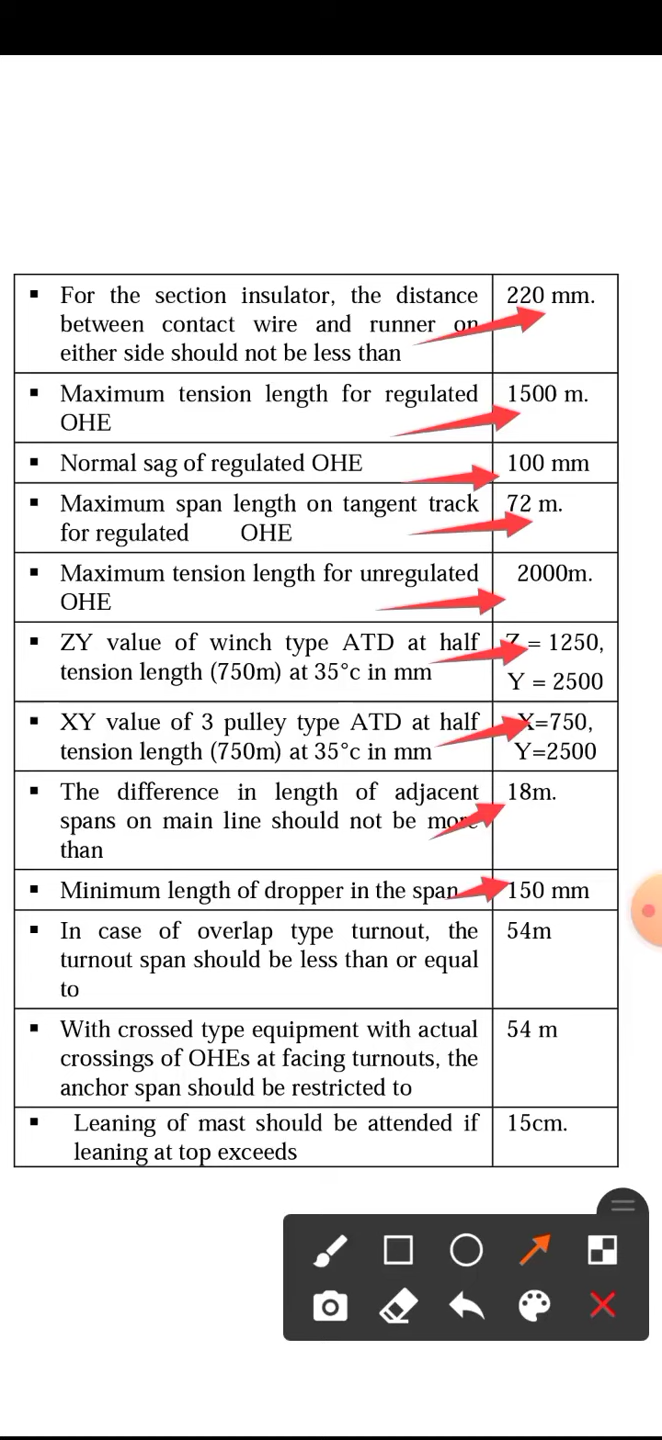 ▪ For the section insulator, the distance
between contact wire and runner on
either side should not be less than
220 mm.
▪ Maximum tension length for regulated
OHE
1500 m.
▪ Normal sag of regulated OHE
100 mm
▪ Maximum span length on tangent track
for regulated OHE
72 m.
▪ Maximum tension length for unregulated
OHE
2000m.
▪ ZY value of winch type ATD at half
tension length (750m) at 35°c in mm
Z = 1250,
Y = 2500
▪ XY value of 3 pulley type ATD at half
tension length (750m) at 35°c in mm
X=750,
Y=2500
▪ The difference in length of adjacent
spans on main line should not be more
than
18m.
▪ Minimum length of dropper in the span
150 mm
▪ In case of overlap type turnout, the
turnout span should be less than or equal
to
54m
▪ With crossed type equipment with actual
crossings of OHEs at facing turnouts, the
anchor span should be restricted to
54 m
▪ Leaning of mast should be attended if
leaning at top exceeds
15cm.